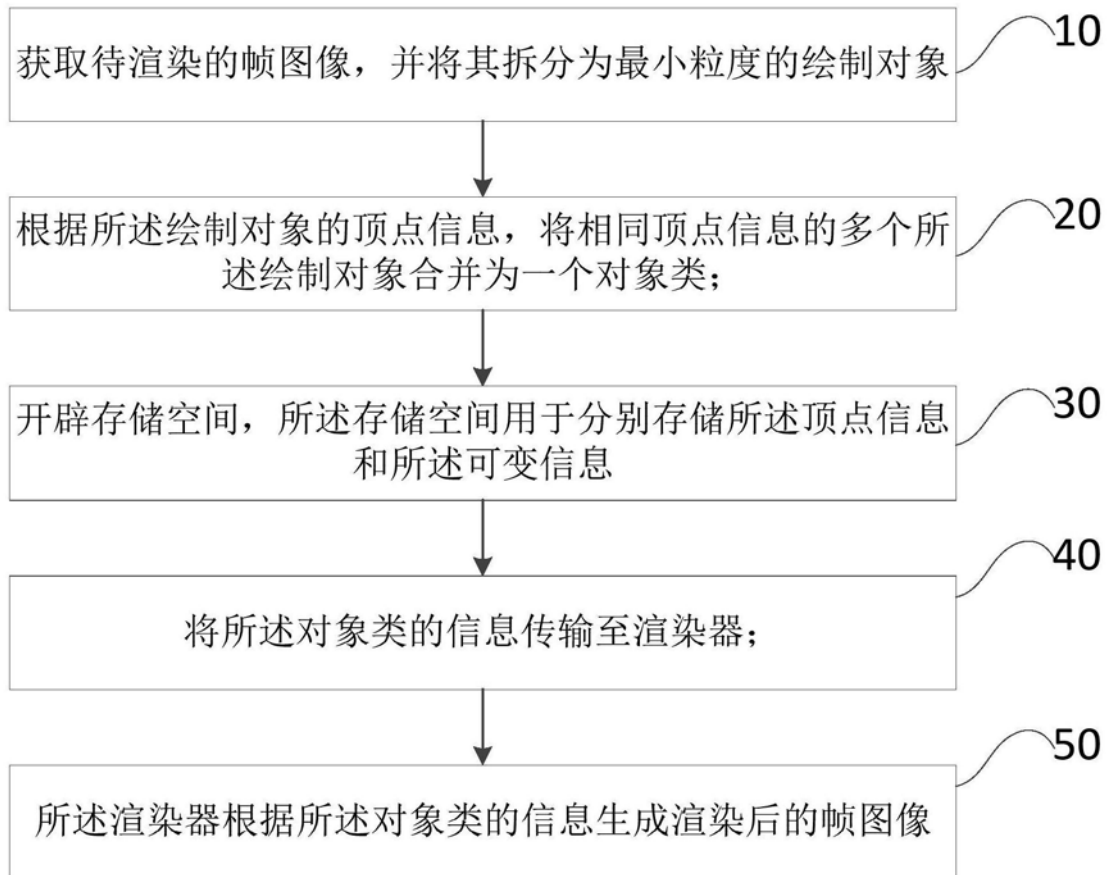 获取待渲染的帧图像，并将其拆分为最小粒度的绘制对象
10
根据所述绘制对象的顶点信息，将相同顶点信息的多个所
述绘制对象合并为一个对象类；
20
开辟存储空间，所述存储空间用于分别存储所述顶点信息
和所述可变信息
30
将所述对象类的信息传输至渲染器；
40
所述渲染器根据所述对象类的信息生成渲染后的帧图像
50